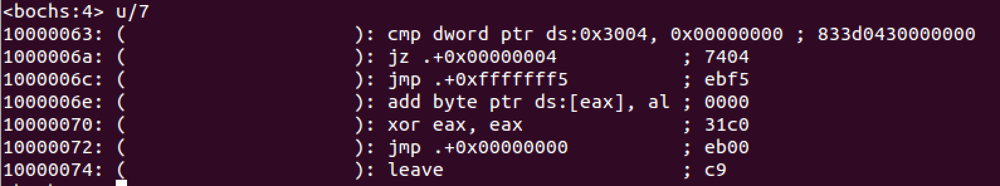 <bochs:4> u/7
10000063: (                    ): cmp dword ptr ds:0x3004, 0x00000000 ; 833d0430000000
1000006a: (                    ): jz .+0x00000004           ; 7404
1000006c: (                    ): jmp .+0xfffffff5          ; ebf5
1000006e: (                    ): add byte ptr ds:[eax], al ; 0000
10000070: (                    ): xor eax, eax              ; 31c0
10000072: (                    ): jmp .+0x00000000          ; eb00
10000074: (                    ): leave                     ; c9